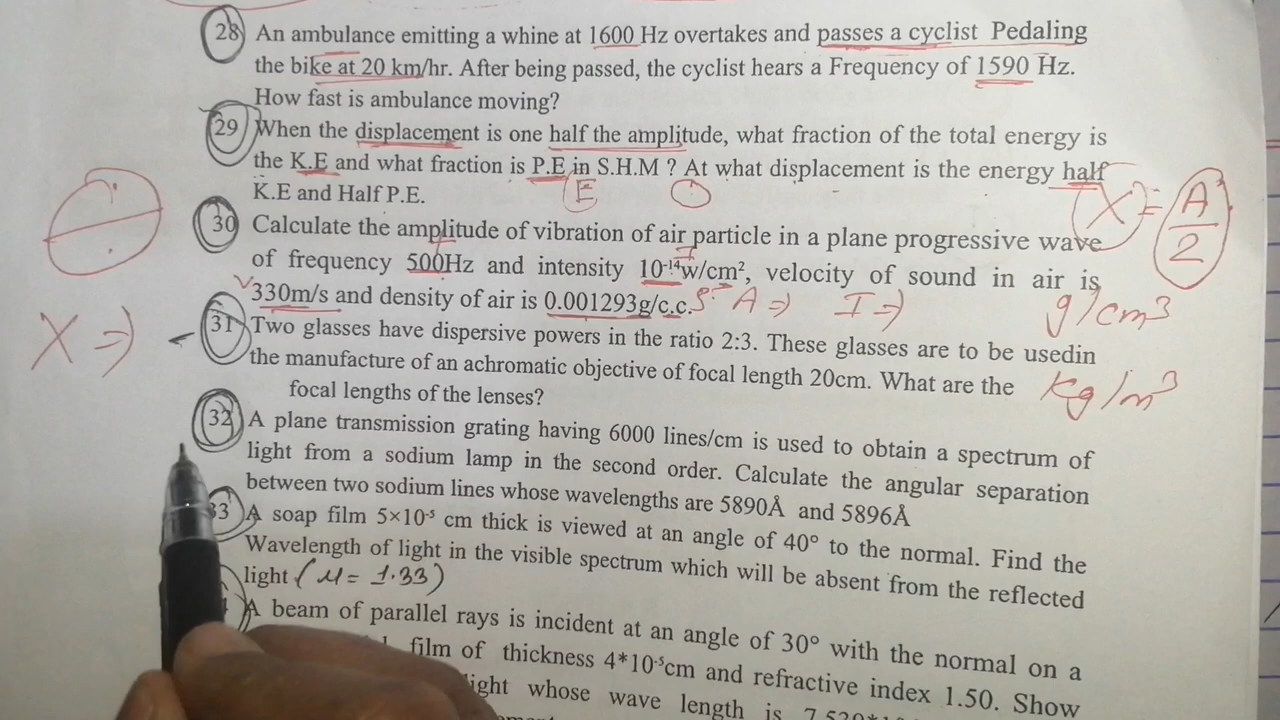 28 An ambulance emitting a whine at 1600 Hz overtakes and passes a cyclist Pedaling
the bike at 20 km/hr. After being passed, the cyclist hears a Frequency of 1590 Hz.
How fast is ambulance moving?
29 When the displacement is one half the amplitude, what fraction of the total energy is
the K.E and what fraction is P.E in S.H.M ? At what displacement is the energy half
K.E and Half P.E.
E
X = A/2
30 Calculate the amplitude of vibration of air particle in a plane progressive wave
of frequency 500Hz and intensity 10⁻¹⁴w/cm², velocity of sound in air is
330m/s and density of air is 0.001293g/c.c.
A ⇒ I ⇒ g/cm³
X ⇒
31 Two glasses have dispersive powers in the ratio 2:3. These glasses are to be usedin
the manufacture of an achromatic objective of focal length 20cm. What are the
kg/m³
focal lengths of the lenses?
32 A plane transmission grating having 6000 lines/cm is used to obtain a spectrum of
light from a sodium lamp in the second order. Calculate the angular separation
between two sodium lines whose wavelengths are 5890Å and 5896Å
33 A soap film 5×10⁻⁵ cm thick is viewed at an angle of 40° to the normal. Find the
Wavelength of light in the visible spectrum which will be absent from the reflected
light (μ = 1.33)
A beam of parallel rays is incident at an angle of 30° with the normal on a
film of thickness 4*10⁻⁵cm and refractive index 1.50. Show
whose wave length is